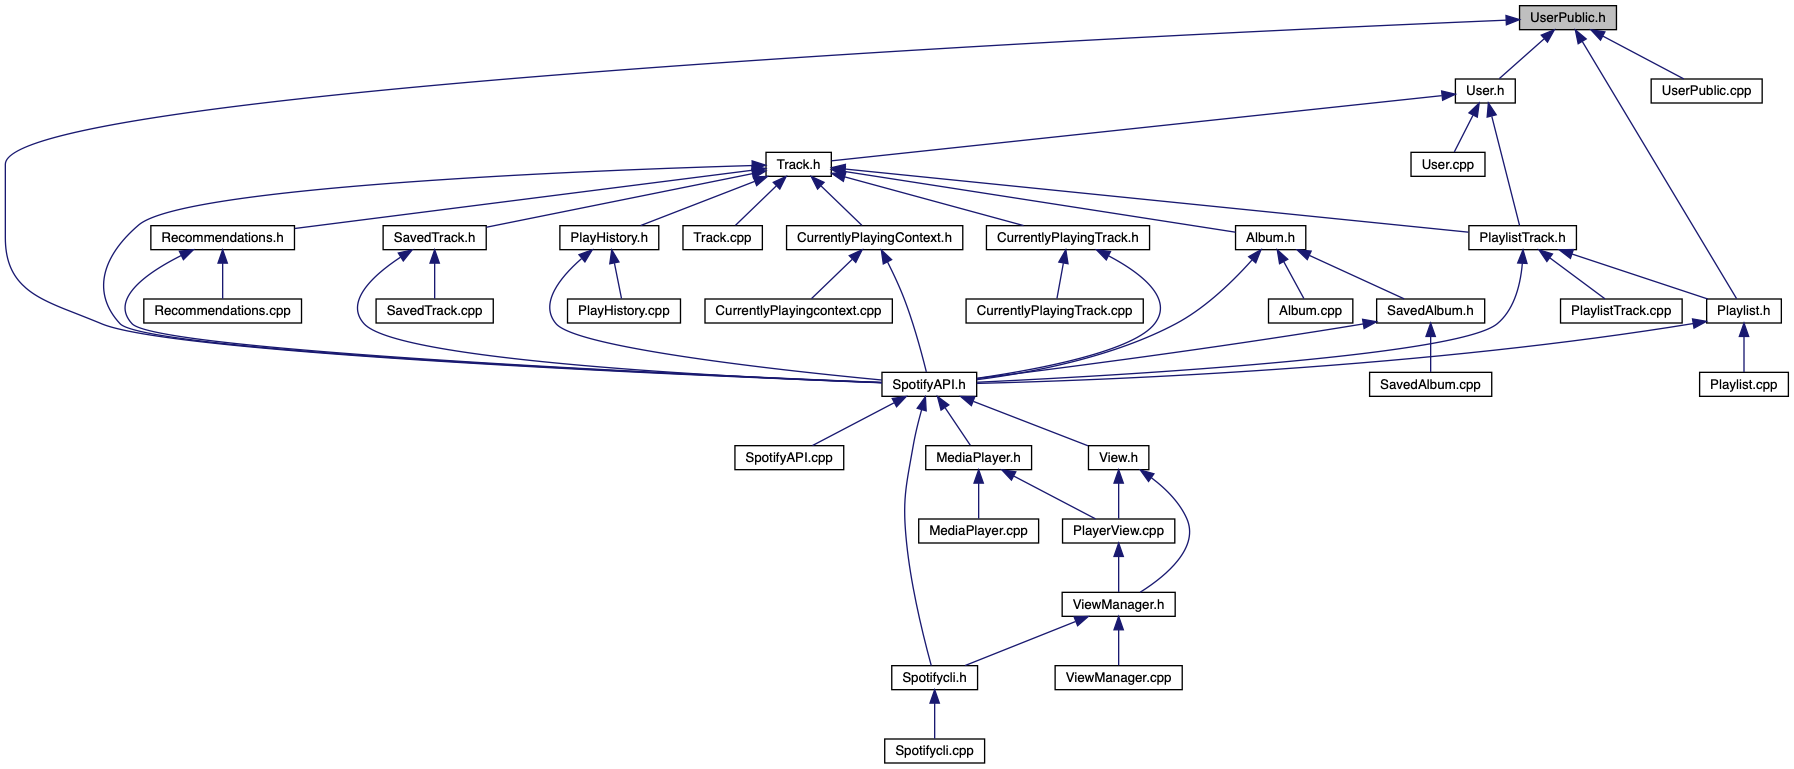 UserPublic.h
User.h
UserPublic.cpp
Track.h
User.cpp
Recommendations.h
SavedTrack.h
PlayHistory.h
Track.cpp
CurrentlyPlayingContext.h
CurrentlyPlayingTrack.h
Album.h
PlaylistTrack.h
Recommendations.cpp
SavedTrack.cpp
PlayHistory.cpp
CurrentlyPlayingcontext.cpp
CurrentlyPlayingTrack.cpp
Album.cpp
SavedAlbum.h
PlaylistTrack.cpp
Playlist.h
SpotifyAPI.h
SavedAlbum.cpp
Playlist.cpp
SpotifyAPI.cpp
MediaPlayer.h
View.h
MediaPlayer.cpp
PlayerView.cpp
ViewManager.h
Spotifycli.h
ViewManager.cpp
Spotifycli.cpp